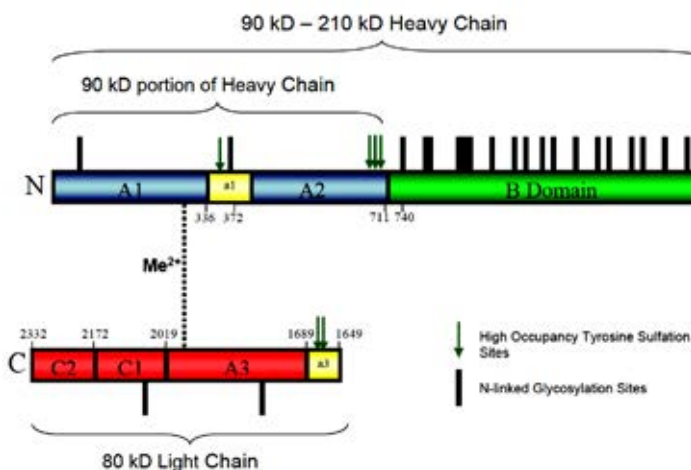 90 kD – 210 kD Heavy Chain
90 kD portion of Heavy Chain
N A1 a1 A2 B Domain
336 372 711 740
Me2+
2332 2172 2019 1689 1649
C C2 C1 A3 a3
High Occupancy Tyrosine Sulfation
Sites
N-linked Glycosylation Sites
80 kD Light Chain